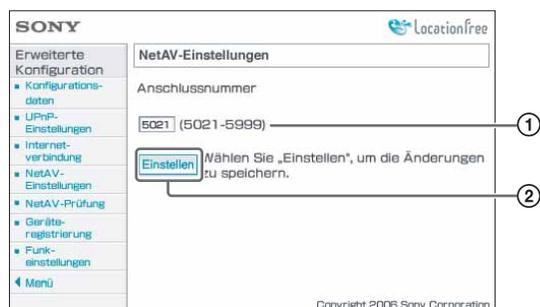 SONY
LocationFree
Erweiterte
Konfiguration
Konfigurations-
daten
UPnP-
Einstellungen
Internet-
verbindung
NetAV-
Einstellungen
NetAV-Prüfung
Geräte-
registrierung
Funk-
einstellungen
Menü
NetAV-Einstellungen
Anschlussnummer
5021 (5021-5999)
1
Einstellen
Wählen Sie „Einstellen", um die Änderungen
zu speichern.
2
Copyright 2006 Sony Corporation